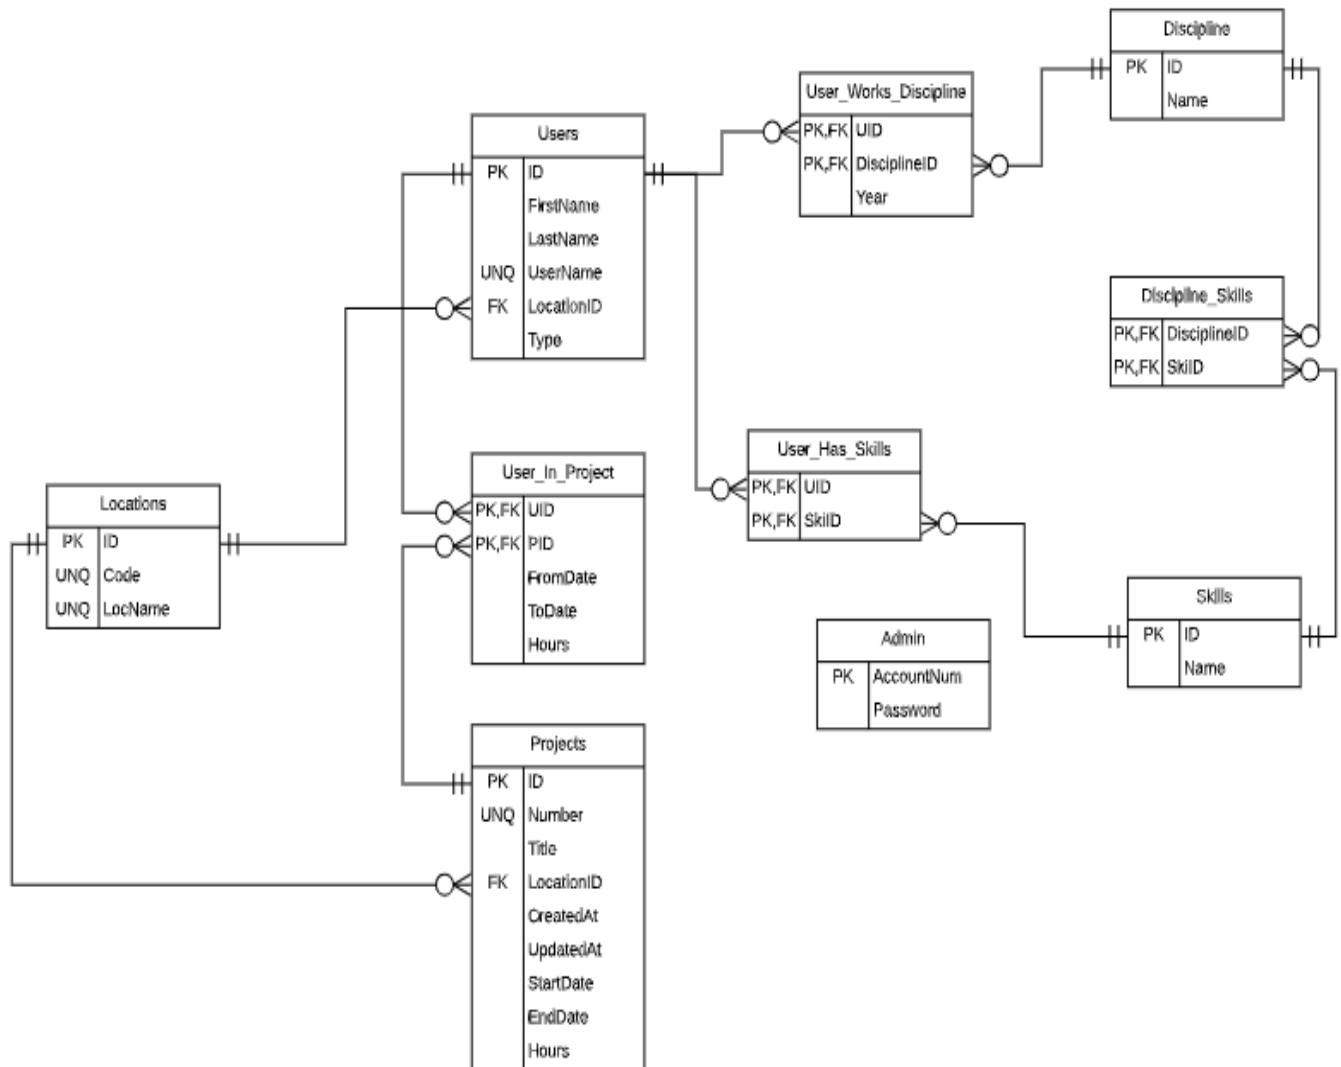 Discipline
PK ID
Name
User_Works_Discipline
PK,FK UID
PK,FK DisciplineID
Year
Users
PK ID
FirstName
LastName
UNQ UserName
FK LocationID
Type
Discipline_Skills
PK,FK DisciplineID
PK,FK SkillD
User_Has_Skills
PK,FK UID
PK,FK SkillD
User_In_Project
PK,FK UID
PK,FK PID
FromDate
ToDate
Hours
Locations
PK ID
UNQ Code
UNQ LocName
Skills
PK ID
Name
Admin
PK AccountNum
Password
Projects
PK ID
UNQ Number
Title
FK LocationID
CreatedAt
UpdatedAt
StartDate
EndDate
Hours